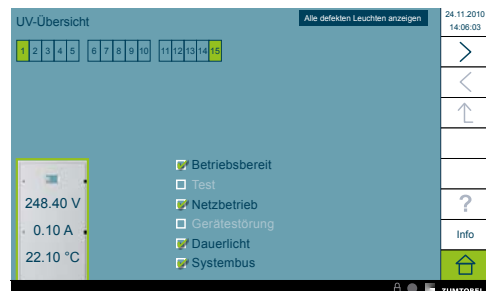 UV-Übersicht
Alle defekten Leuchten anzeigen
24.11.2010
14:06:03
1 2 3 4 5 6 7 8 9 10 11 12 13 14 15
Betriebsbereit
Test
Netzbetrieb
Gerätestörung
Dauerlicht
Systembus
248.40 V
0.10 A
22.10 °C
?
Info
ZUMTOBEL